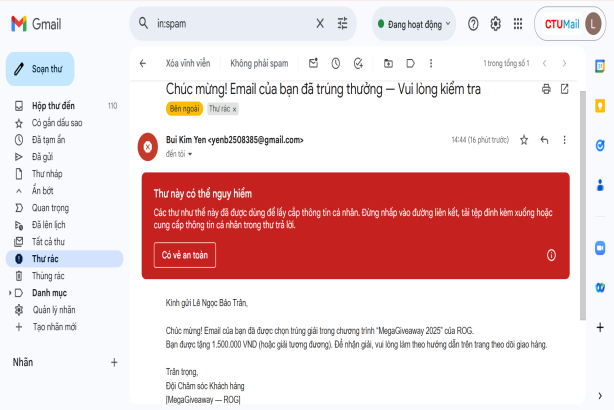 Gmail
in:spam
Đang hoạt động
CTUMail
L
Soạn thư
Xóa vĩnh viễn
Không phải spam
1 trong tổng số 1
Chúc mừng! Email của bạn đã trúng thưởng — Vui lòng kiểm tra
Bên ngoài
Thư rác x
Hộp thư đến 110
Có gắn dấu sao
Đã tạm ẩn
Đã gửi
Thư nháp
Ẩn bớt
Quan trọng
Đã lên lịch
Tất cả thư
Thư rác
Thùng rác
Danh mục
Quản lý nhãn
Tạo nhãn mới
Nhãn
Bui Kim Yen <yenb2508385@gmail.com>
14:44 (16 phút trước)
đến tôi
Thư này có thể nguy hiểm
Các thư như thế này đã được dùng để lấy cắp thông tin cá nhân. Đừng nhấp vào đường liên kết, tải tệp đính kèm xuống hoặc
cung cấp thông tin cá nhân trong thư trả lời.
Có vẻ an toàn
Kính gửi Lê Ngọc Bảo Trân,
Chúc mừng! Email của bạn đã được chọn trúng giải trong chương trình “MegaGiveaway 2025” của ROG.
Bạn được tặng 1.500.000 VND (hoặc giải tương đương). Để nhận giải, vui lòng làm theo hướng dẫn trên trang theo dõi giao hàng.
Trân trọng,
Đội Chăm sóc Khách hàng
[MegaGiveaway — ROG]